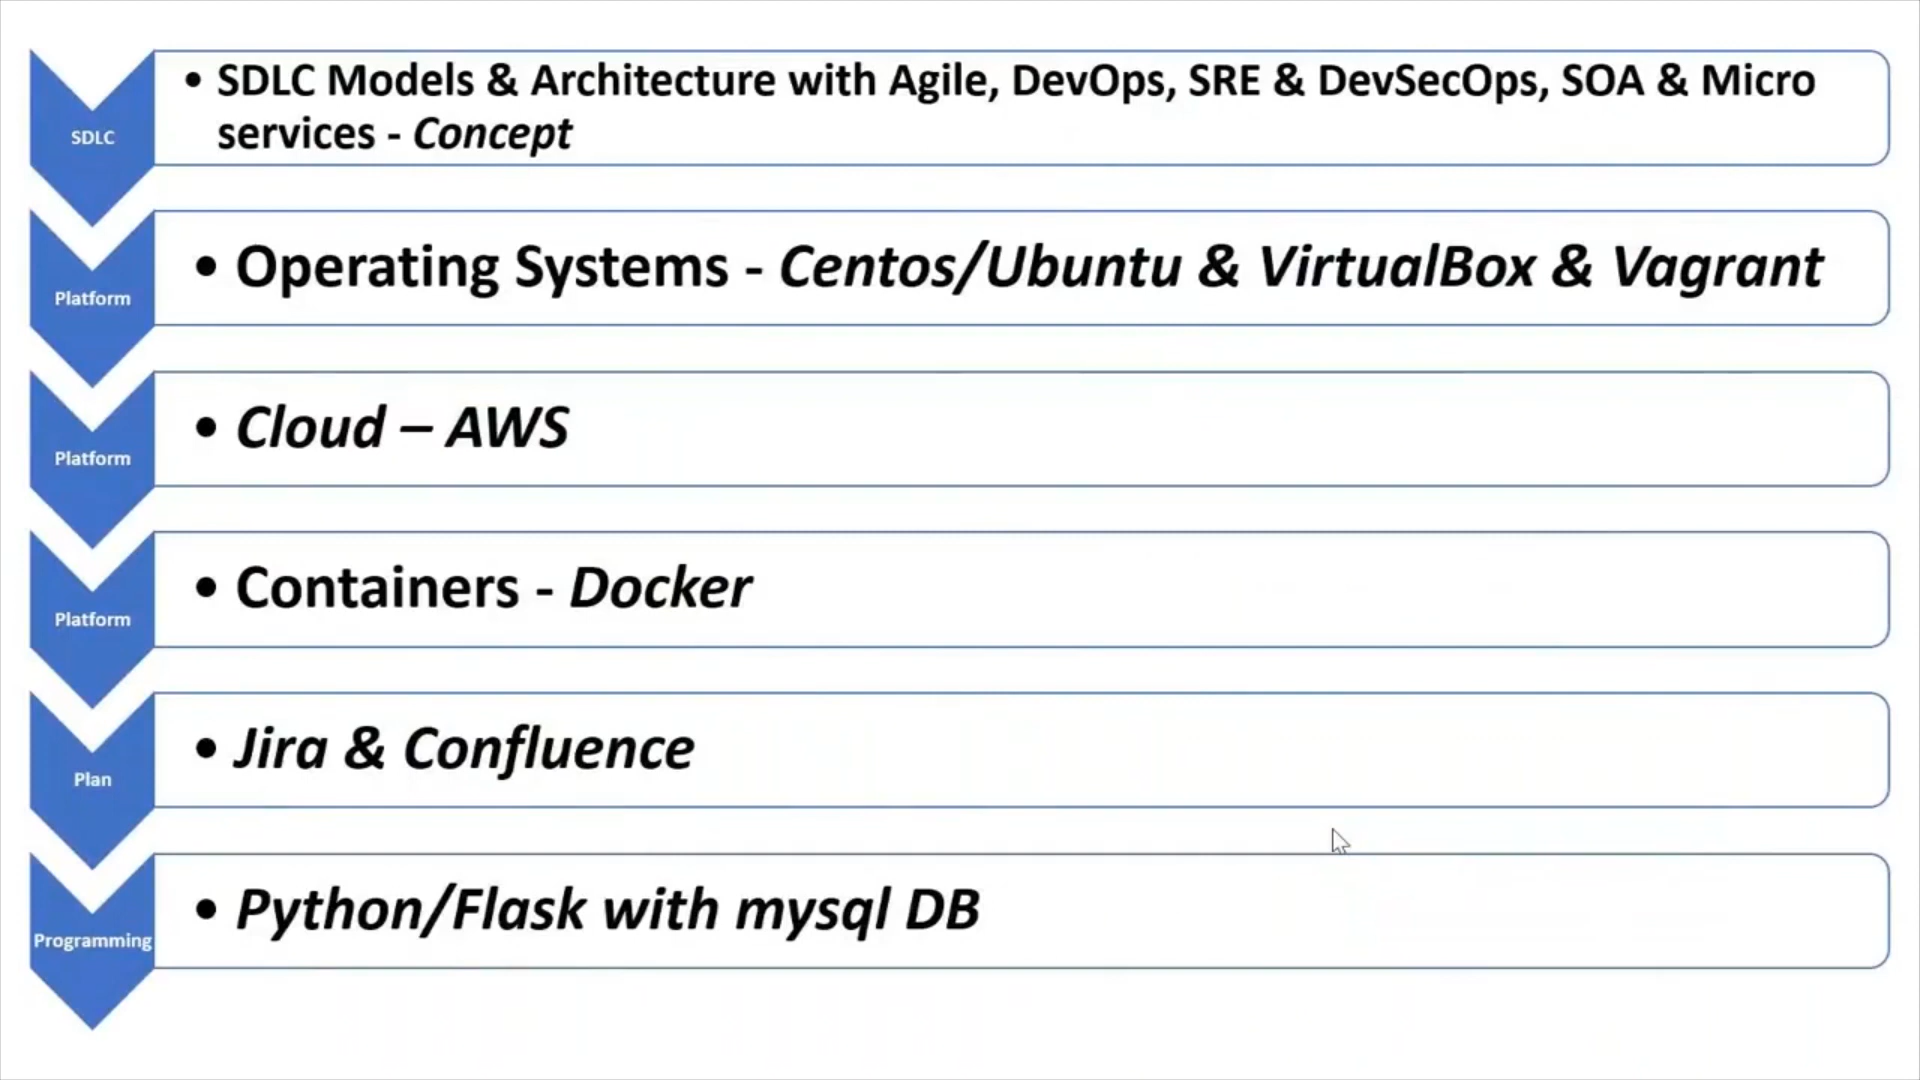 SDLC
• SDLC Models & Architecture with Agile, DevOps, SRE & DevSecOps, SOA & Micro
services - Concept
Platform
• Operating Systems - Centos/Ubuntu & VirtualBox & Vagrant
Platform
• Cloud – AWS
Platform
• Containers - Docker
Plan
• Jira & Confluence
Programming
• Python/Flask with mysql DB